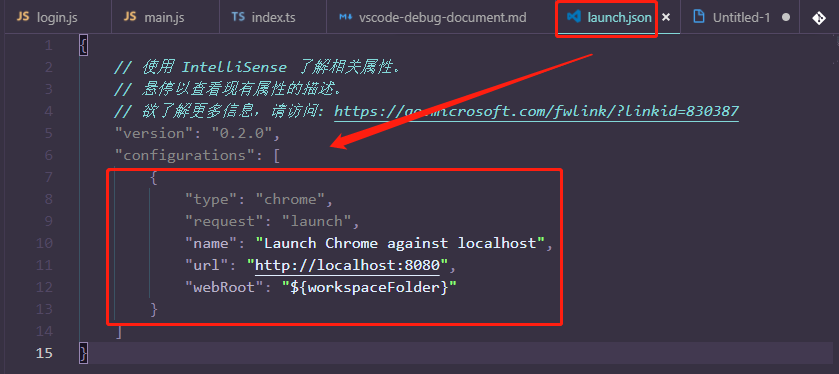 JS login.js JS main.js TS index.ts vscode-debug-document.md launch.json × Untitled-1
1 {
2 // 使用 IntelliSense 了解相关属性。
3 // 悬停以查看现有属性的描述。
4 // 欲了解更多信息，请访问: https://go.microsoft.com/fwlink/?linkid=830387
5 "version": "0.2.0",
6 "configurations": [
7 {
8 "type": "chrome",
9 "request": "launch",
10 "name": "Launch Chrome against localhost",
11 "url": "http://localhost:8080",
12 "webRoot": "${workspaceFolder}"
13 }
14 ]
15 }